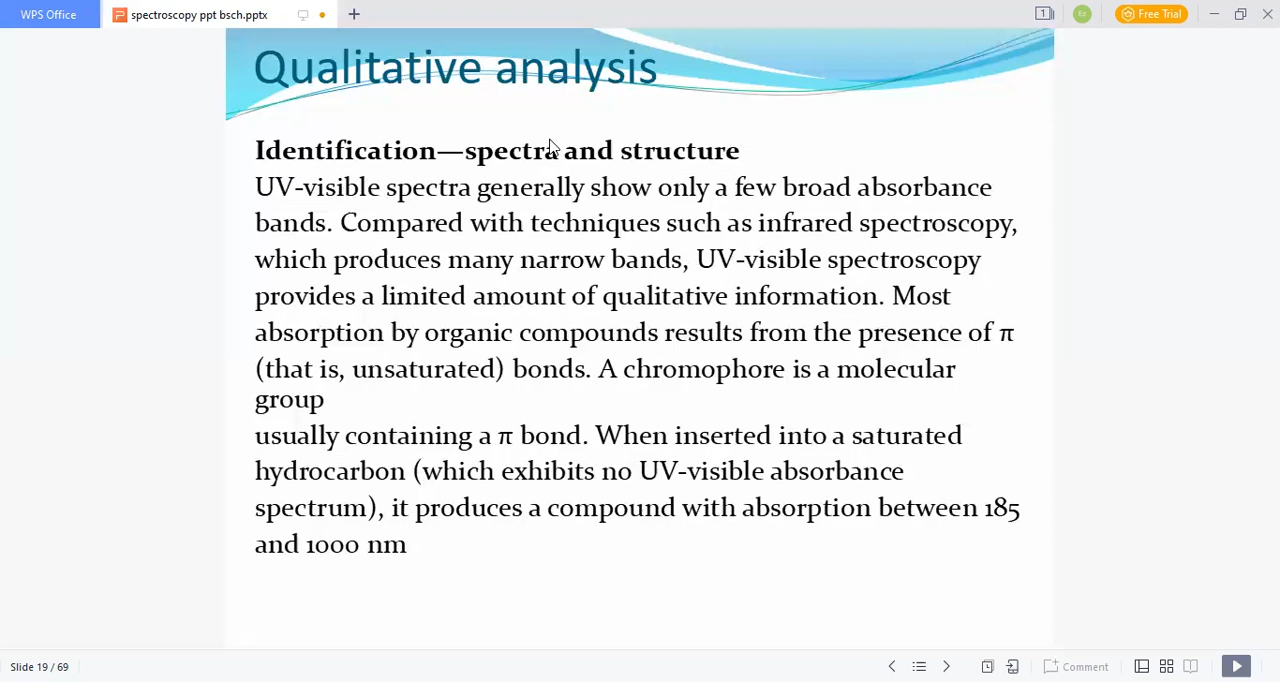 WPS Office
spectroscopy ppt bsch.pptx
1
Ez
Free Trial
Qualitative analysis
Identification—spectra and structure
UV-visible spectra generally show only a few broad absorbance
bands. Compared with techniques such as infrared spectroscopy,
which produces many narrow bands, UV-visible spectroscopy
provides a limited amount of qualitative information. Most
absorption by organic compounds results from the presence of π
(that is, unsaturated) bonds. A chromophore is a molecular
group
usually containing a π bond. When inserted into a saturated
hydrocarbon (which exhibits no UV-visible absorbance
spectrum), it produces a compound with absorption between 185
and 1000 nm
Slide 19 / 69
Comment